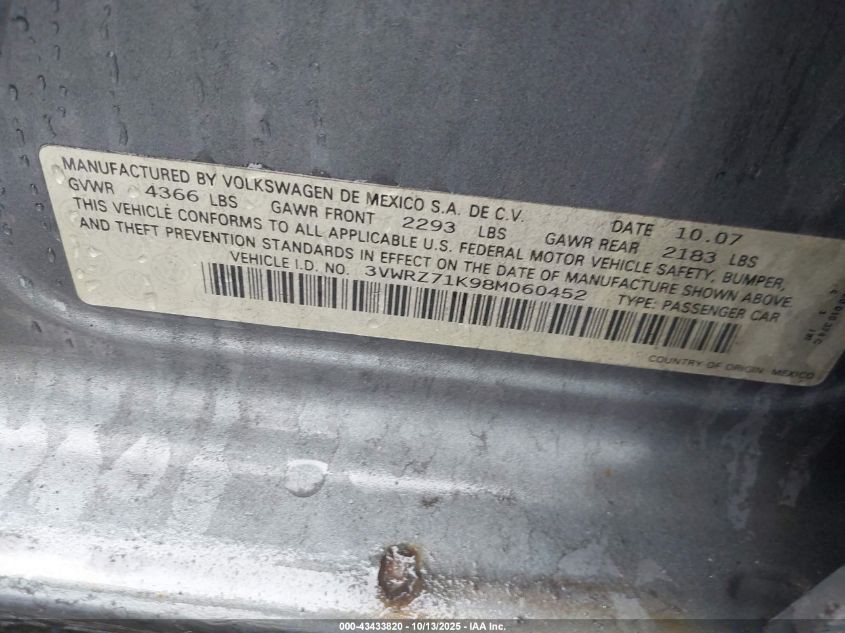 MANUFACTURED BY VOLKSWAGEN DE MEXICO S.A. DE C.V. DATE 10.07
GVWR 4366 LBS GAWR FRONT 2293 LBS GAWR REAR 2183 LBS
THIS VEHICLE CONFORMS TO ALL APPLICABLE U.S. FEDERAL MOTOR VEHICLE SAFETY, BUMPER,
AND THEFT PREVENTION STANDARDS IN EFFECT ON THE DATE OF MANUFACTURE SHOWN ABOVE.
VEHICLE I.D. NO. 3VWRZ71K98M060452 TYPE: PASSENGER CAR
COUNTRY OF ORIGIN: MEXICO
000-43433820 - 10/13/2025 - IAA Inc.